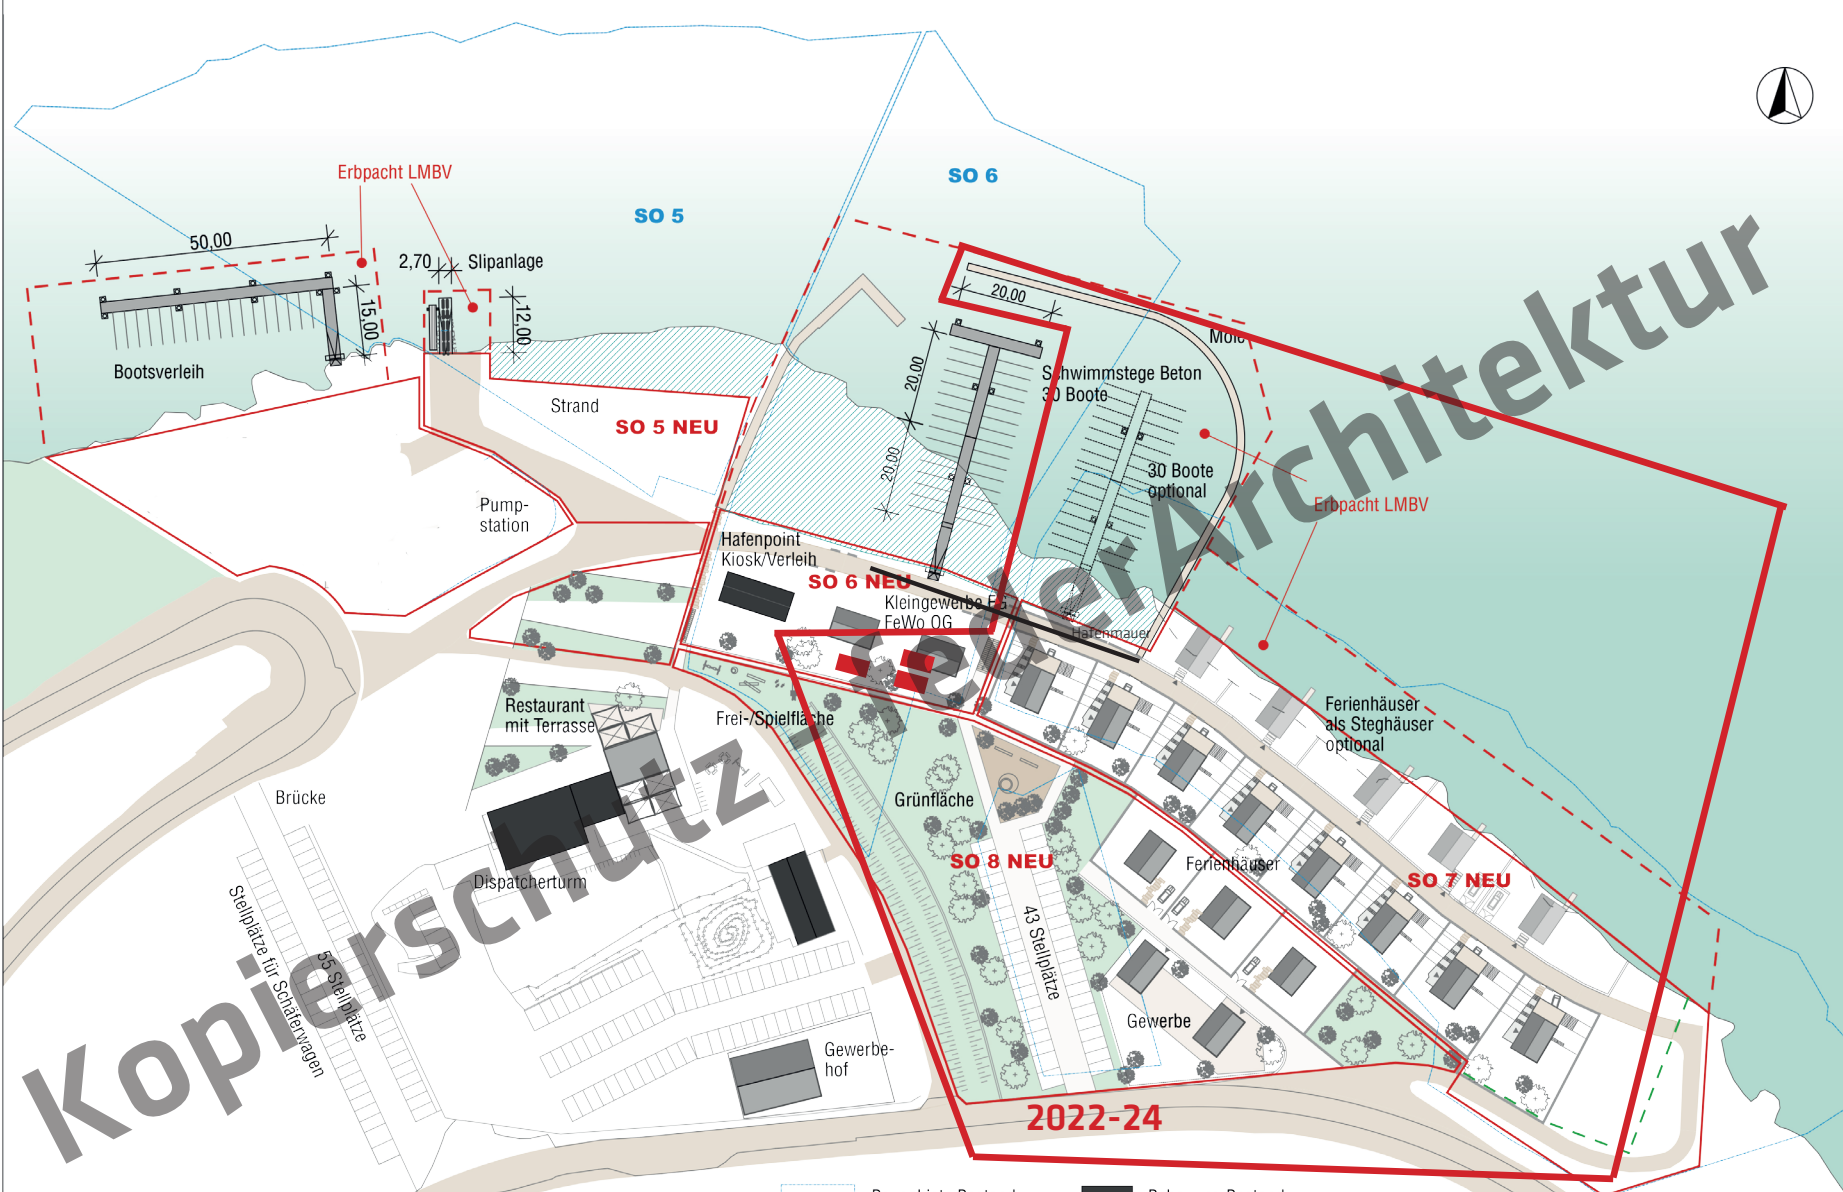 SO 6
Erbpacht LMBV
SO 5
50,00
2,70
Slipanlage
20,00
15,00
12,00
Mole
Bootsverleih
20,00
Schwimmstege Beton
30 Boote
Strand
SO 5 NEU
20,00
30 Boote
optional
Pump-
station
Erbpacht LMBV
Hafenpoint
Kiosk/Verleih
SO 6 NEU
Kleingewerbe EG
FeWo OG
Hafenmauer
Restaurant
mit Terrasse
Frei-/Spielfläche
Ferienhäuser
als Steghäuser
optional
Brücke
Grünfläche
SO 8 NEU
Ferienhäuser
SO 7 NEU
Dispatcherturm
Stellplätze für Schäferwagen
55 Stellplätze
43 Stellplätze
Gewerbe
Gewerbe-
hof
2022-24
Kopierschutz - FeherArchitektur